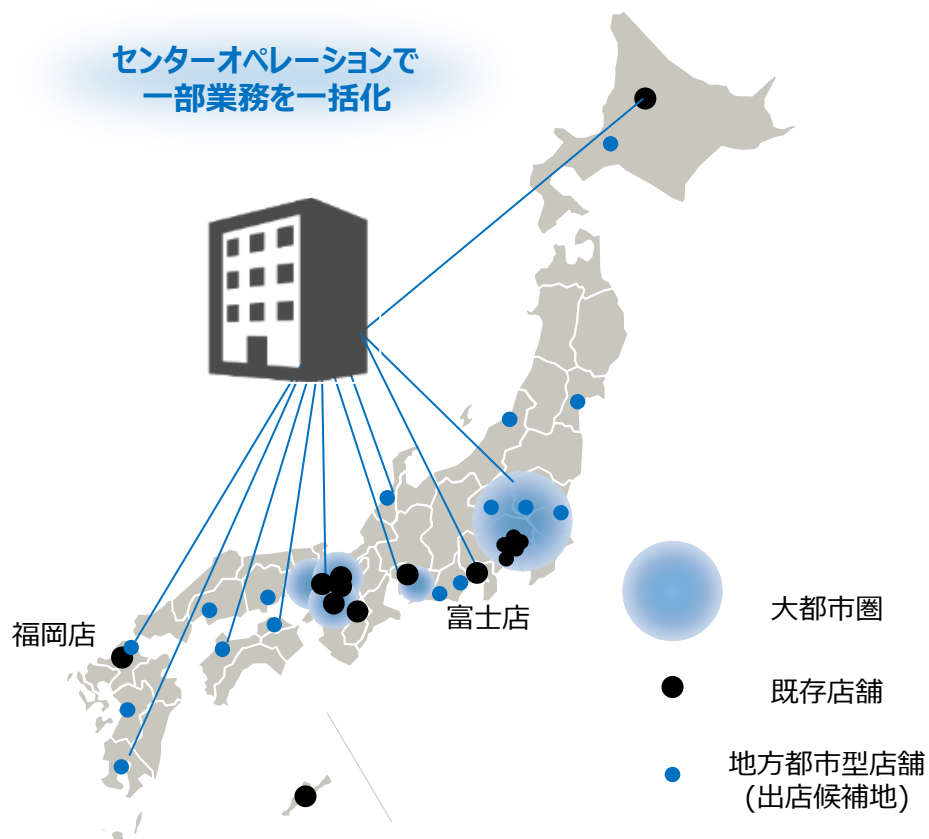 センターオペレーションで
一部業務を一括化
福岡店
富士店
大都市圏
既存店舗
地方都市型店舗
(出店候補地)